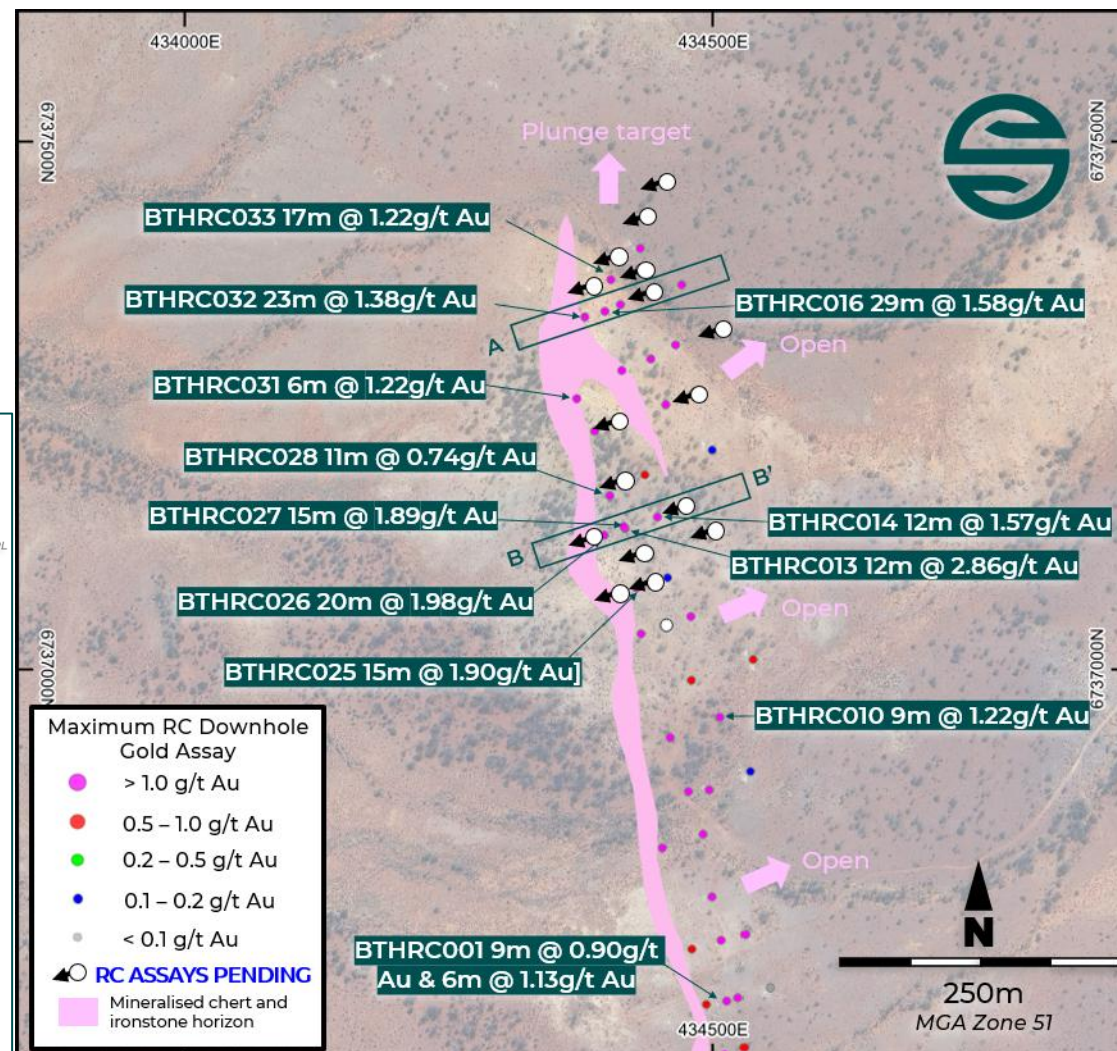 434000E
434500E
6737500N
6737500N
Plunge target
BTHRC033 17m @ 1.22g/t Au
BTHRC032 23m @ 1.38g/t Au
BTHRC016 29m @ 1.58g/t Au
A
Open
BTHRC031 6m @ 1.22g/t Au
BTHRC028 11m @ 0.74g/t Au
B'
BTHRC027 15m @ 1.89g/t Au
BTHRC014 12m @ 1.57g/t Au
B
BTHRC013 12m @ 2.86g/t Au
BTHRC026 20m @ 1.98g/t Au
Open
BTHRC025 15m @ 1.90g/t Au]
6737000N
6737000N
BTHRC010 9m @ 1.22g/t Au
Maximum RC Downhole
Gold Assay
> 1.0 g/t Au
0.5 – 1.0 g/t Au
0.2 – 0.5 g/t Au
0.1 – 0.2 g/t Au
< 0.1 g/t Au
RC ASSAYS PENDING
Mineralised chert and
ironstone horizon
Open
BTHRC001 9m @ 0.90g/t
Au & 6m @ 1.13g/t Au
N
250m
MGA Zone 51
434500E